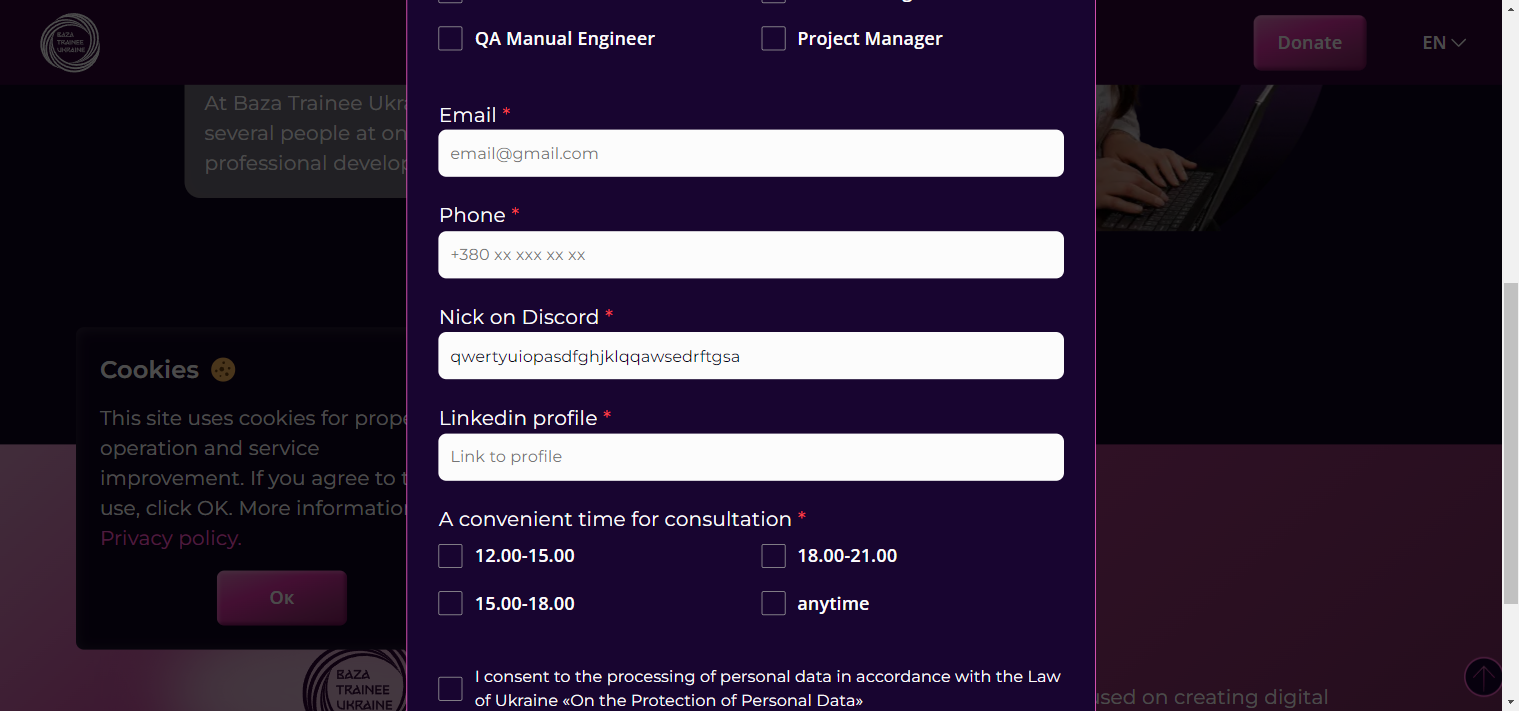 BAZA
TRAINEE
UKRAINE
Donate
EN
QA Manual Engineer
Project Manager
At Baza Trainee Ukra
several people at on
professional develop
Email *
email@gmail.com
Phone *
+380 xx xxx xx xx
Nick on Discord *
qwertyuiopasdfghjklqqawsedrftgsa
Linkedin profile *
Link to profile
A convenient time for consultation *
12.00-15.00
18.00-21.00
15.00-18.00
anytime
I consent to the processing of personal data in accordance with the Law
of Ukraine «On the Protection of Personal Data»
Cookies
This site uses cookies for prope
operation and service
improvement. If you agree to t
use, click OK. More information
Privacy policy.
Ок
BAZA
TRAINEE
UKRAINE
used on creating digital